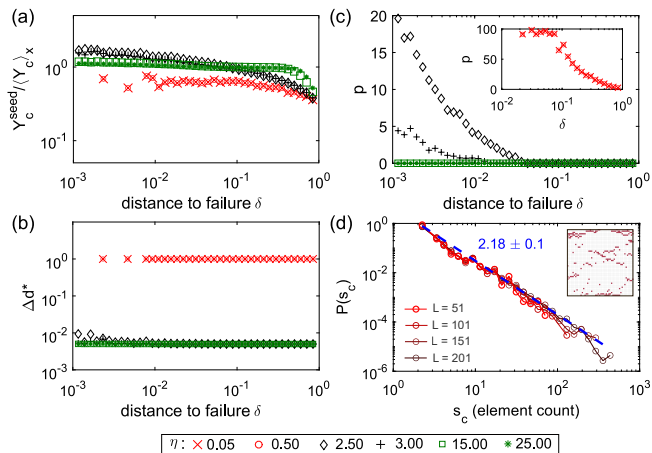 (a)
Y_c^seed/⟨Y_c⟩_x
10^0
10^-1
10^-3 10^-2 10^-1 10^0
distance to failure δ
(c)
p
20
15
10
5
0
10^-3 10^-2 10^-1 10^0
distance to failure δ
p
100
50
0
10^-2 10^-1 10^0
δ
(b)
Δd*
10^2
10^0
10^-2
10^-3
10^-3 10^-2 10^-1 10^0
distance to failure δ
(d)
P(s_c)
10^0
10^-2
10^-4
10^-6
2.18 ± 0.1
L = 51
L = 101
L = 151
L = 201
10^0 10^1 10^2 10^3
s_c (element count)
η : 0.05 0.50 2.50 3.00 15.00 25.00